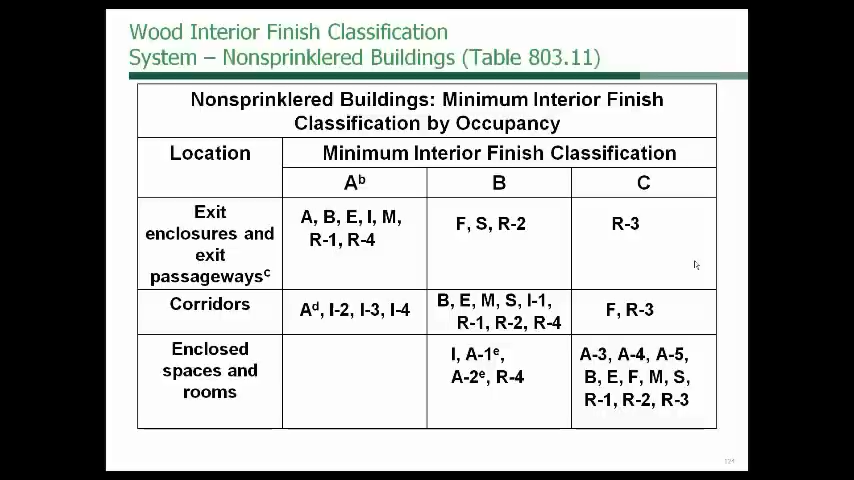 Wood Interior Finish Classification
System – Nonsprinklered Buildings (Table 803.11)
Nonsprinklered Buildings: Minimum Interior Finish
Classification by Occupancy
Location
Minimum Interior Finish Classification
Aᵇ
B
C
Exit
enclosures and
exit
passagewaysᶜ
A, B, E, I, M,
R-1, R-4
F, S, R-2
R-3
Corridors
Aᵈ, I-2, I-3, I-4
B, E, M, S, I-1,
R-1, R-2, R-4
F, R-3
Enclosed
spaces and
rooms
I, A-1ᵉ,
A-2ᵉ, R-4
A-3, A-4, A-5,
B, E, F, M, S,
R-1, R-2, R-3